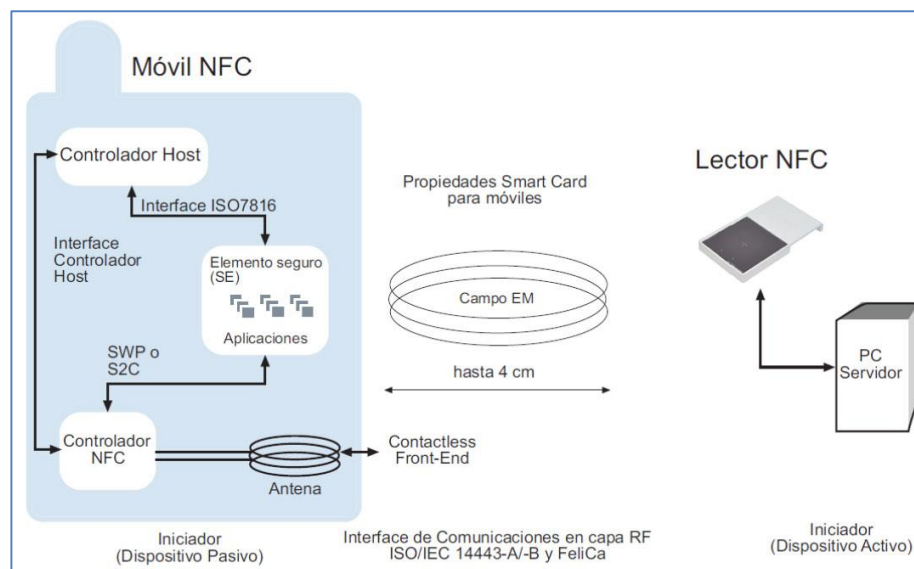 Móvil NFC
Controlador Host
Interface ISO7816
Interface
Controlador
Host
Elemento seguro
(SE)
Aplicaciones
SWP o
S2C
Controlador
NFC
Antena
Contactless
Front-End
Propiedades Smart Card
para móviles
Campo EM
hasta 4 cm
Lector NFC
PC
Servidor
Iniciador
(Dispositivo Pasivo)
Interface de Comunicaciones en capa RF
ISO/IEC 14443-A/-B y FeliCa
Iniciador
(Dispositivo Activo)